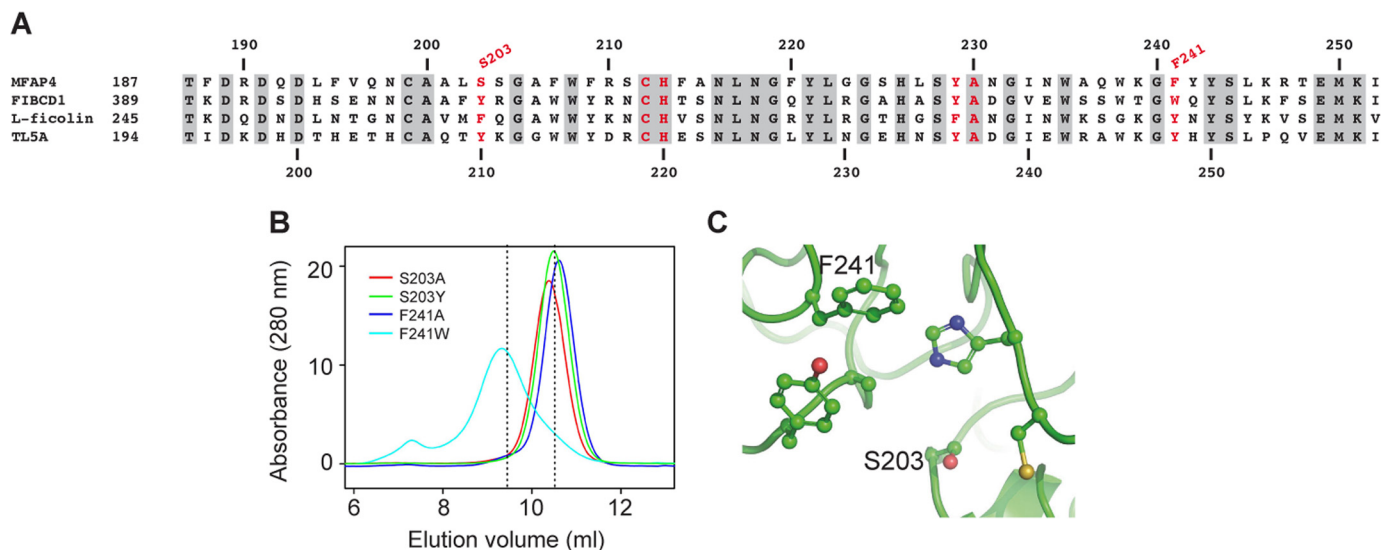 A
190 200 S203 210 220 230 240 F241 250
MFAP4 187 T F D R D Q D L F V Q N C A A L S S G A F W F R S C H F A N L N G F Y L G G S H L S Y A N G I N W A Q W K G F Y Y S L K R T E M K I
FIBCD1 389 T K D R D S D H S E N N C A A F Y R G A W W Y R N C H T S N L N G Q Y L R G A H A S Y A D G V E W S S W T G W Q Y S L K F S E M K I
L-ficolin 245 T K D Q D N D L N T G N C A V M F Q G A W W Y K N C H V S N L N G R Y L R G T H G S F A N G I N W K S G K G Y N Y S Y K V S E M K V
TL5A 194 T I D K D H D T H E T H C A Q T Y K G G W W Y D R C H E S N L N G L Y L N G E H N S Y A D G I E W R A W K G Y H Y S L P Q V E M K I
200 210 220 230 240 250
B
Absorbance (280 nm)
20
10
0
S203A
S203Y
F241A
F241W
6 8 10 12
Elution volume (ml)
C
F241
S203